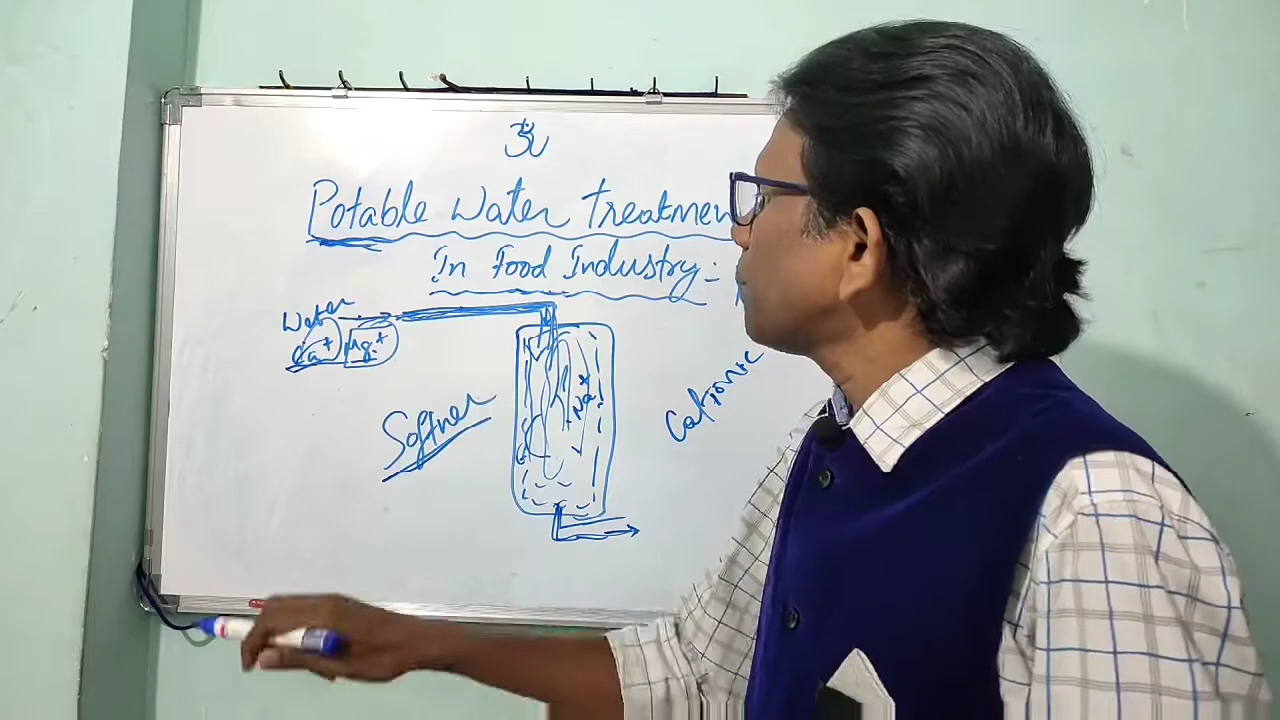 ॐ
Potable Water Treatmen
In Food Industry:-
Water
Ca+ Mg+
Na+
Softner
Cationic